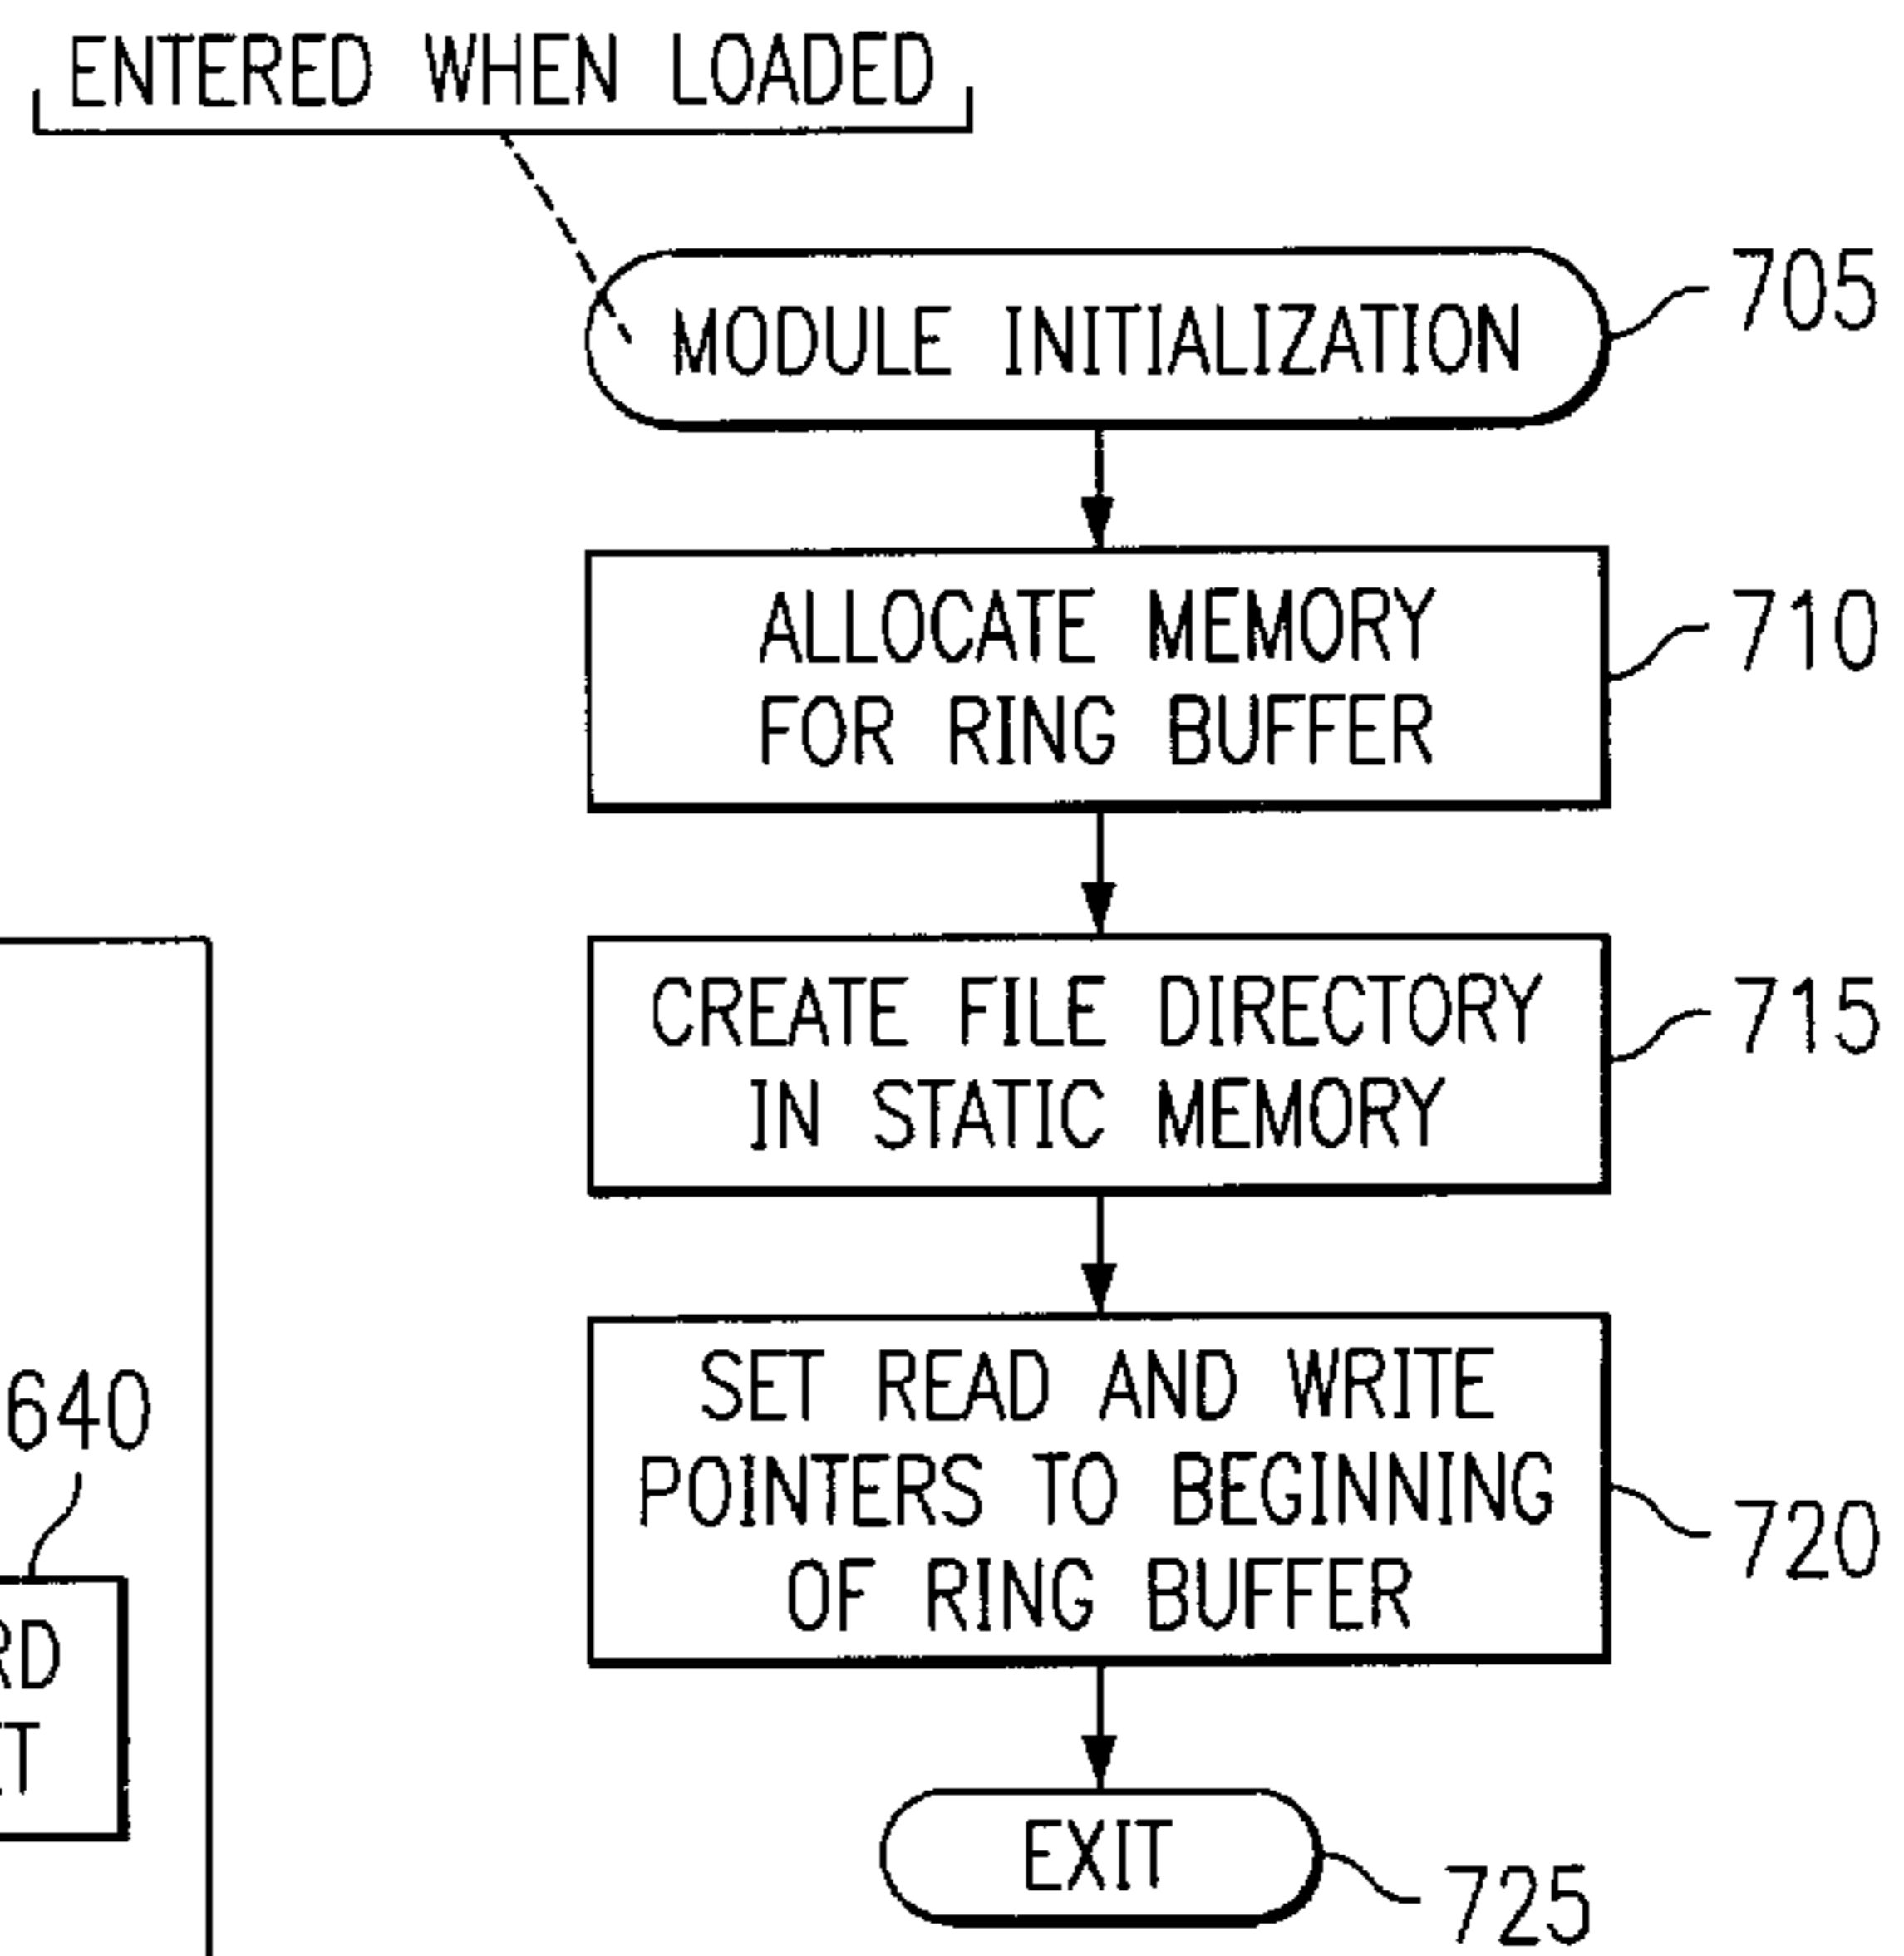 ENTERED WHEN LOADED
MODULE INITIALIZATION
705
ALLOCATE MEMORY
FOR RING BUFFER
710
CREATE FILE DIRECTORY
IN STATIC MEMORY
715
SET READ AND WRITE
POINTERS TO BEGINNING
OF RING BUFFER
720
EXIT
725
640